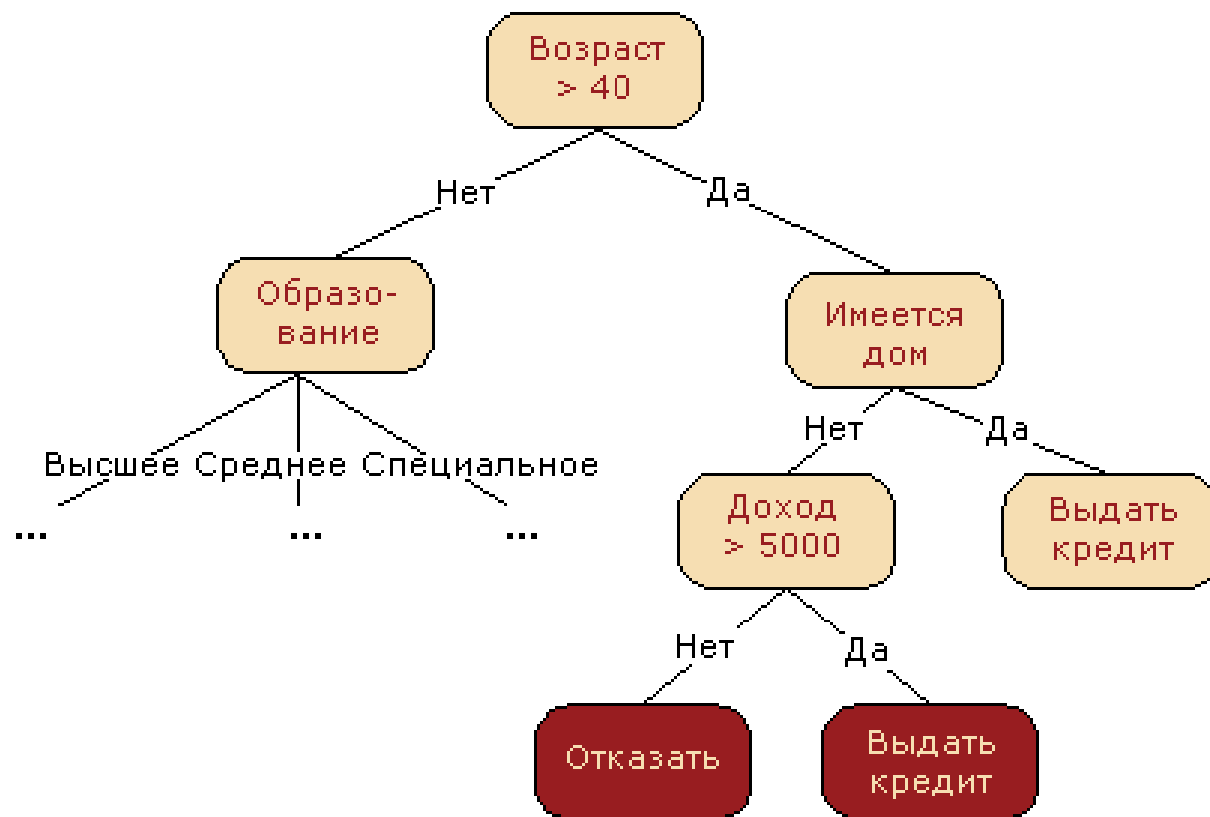 Возраст
> 40
Нет
Да
Образо-
вание
Имеется
дом
Высшее Среднее Специальное
... ... ...
Нет
Да
Доход
> 5000
Выдать
кредит
Нет
Да
Отказать
Выдать
кредит